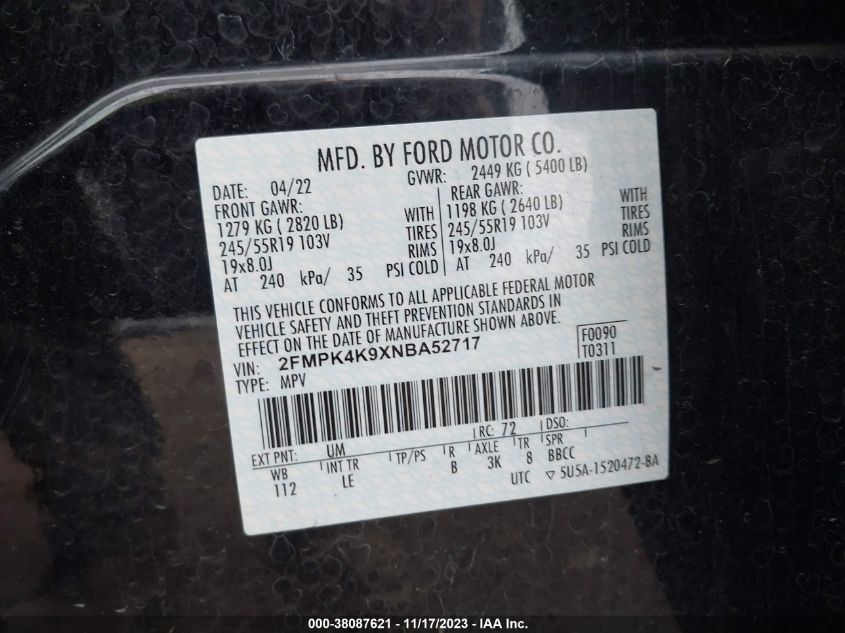 MFD. BY FORD MOTOR CO.
DATE: 04/22 GVWR: 2449 KG ( 5400 LB)
FRONT GAWR: REAR GAWR:
1279 KG ( 2820 LB) WITH 1198 KG ( 2640 LB) WITH
245/55R19 103V TIRES 245/55R19 103V TIRES
19x8.0J RIMS 19x8.0J RIMS
AT 240 kPa/ 35 PSI COLD AT 240 kPa/ 35 PSI COLD
THIS VEHICLE CONFORMS TO ALL APPLICABLE FEDERAL MOTOR
VEHICLE SAFETY AND THEFT PREVENTION STANDARDS IN
EFFECT ON THE DATE OF MANUFACTURE SHOWN ABOVE.
VIN: 2FMPK4K9XNBA52717 F0090
TYPE: MPV T0311
EXT PNT: UM RC: 72 DSO:
WB INT TR TP/PS R AXLE TR SPR
112 LE B 3K 8 BBCC
UTC ▽ 5U5A-1520472-BA
000-38087621 - 11/17/2023 - IAA Inc.